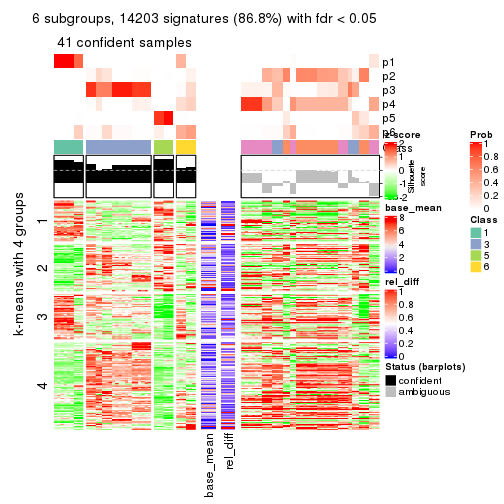 6 subgroups, 14203 signatures (86.8%) with fdr < 0.05
41 confident samples
p1
p2
p3
p4
p5
p6
Class
z-score
2
1
0
-1
-2
Silhouette
score
base_mean
8
6
4
2
0
rel_diff
1
0.8
0.6
0.4
0.2
0
Status (barplots)
confident
ambiguous
Prob
1
0.8
0.6
0.4
0.2
0
Class
1
3
5
6
k-means with 4 groups
1
2
3
4
base_mean
rel_diff